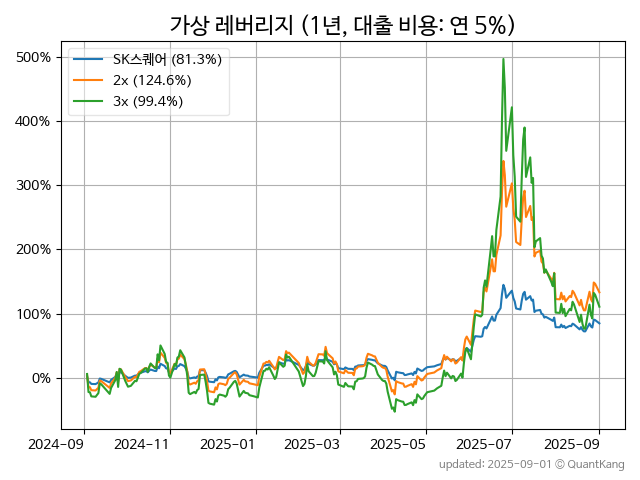 가상 레버리지 (1년, 대출 비용: 연 5%)
SK스퀘어 (81.3%)
2x (124.6%)
3x (99.4%)
500%
400%
300%
200%
100%
0%
2024-09 2024-11 2025-01 2025-03 2025-05 2025-07 2025-09
updated: 2025-09-01 © QuantKang